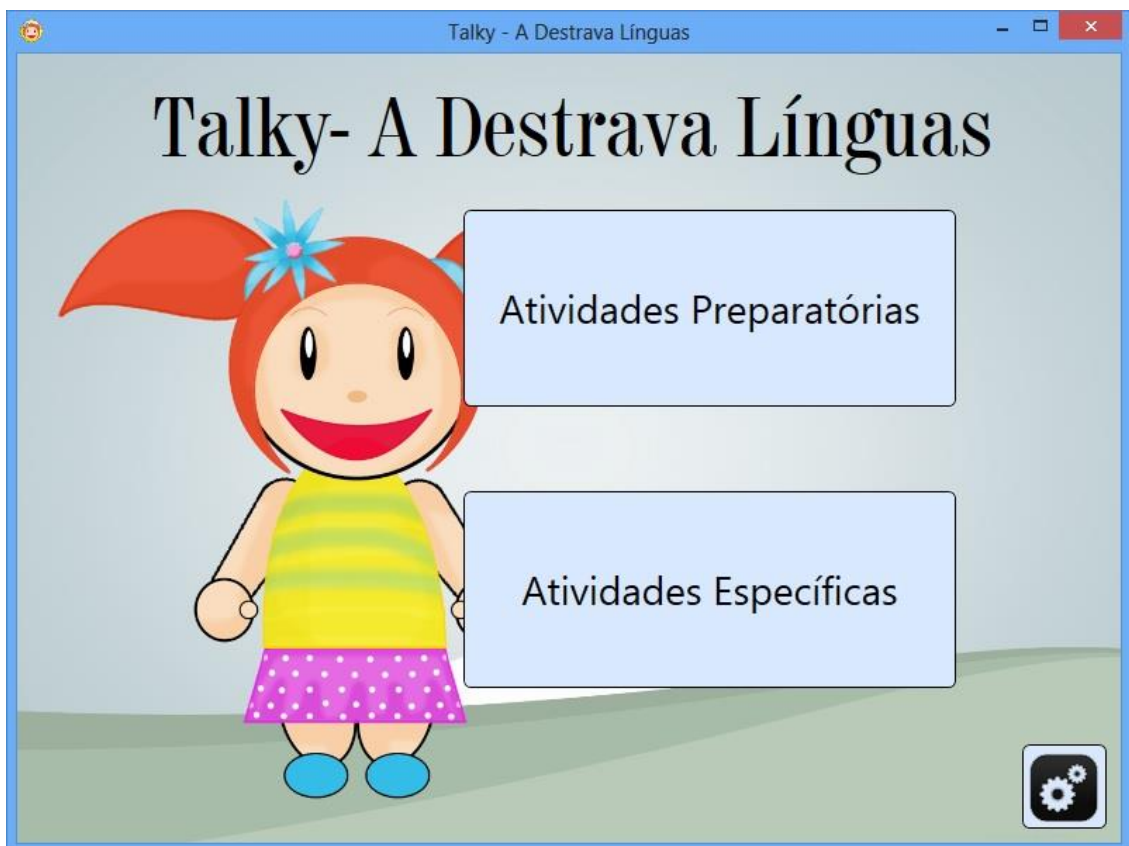 Talky - A Destrava Línguas
Talky- A Destrava Línguas
Atividades Preparatórias
Atividades Específicas